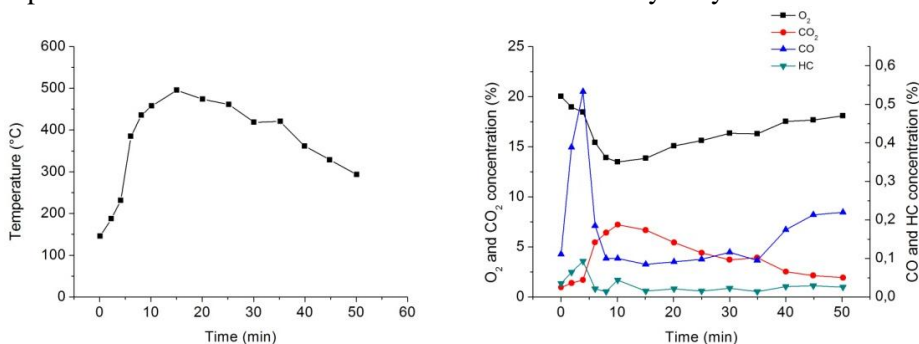 Temperature (°C)
600
500
400
300
200
100
0
0 10 20 30 40 50 60
Time (min)
O₂
CO₂
CO
HC
O₂ and CO₂ concentration (%)
25
20
15
10
5
0
0 10 20 30 40 50
Time (min)
0,6
0,5
0,4
0,3
0,2
0,1
0,0
CO and HC concentration (%)